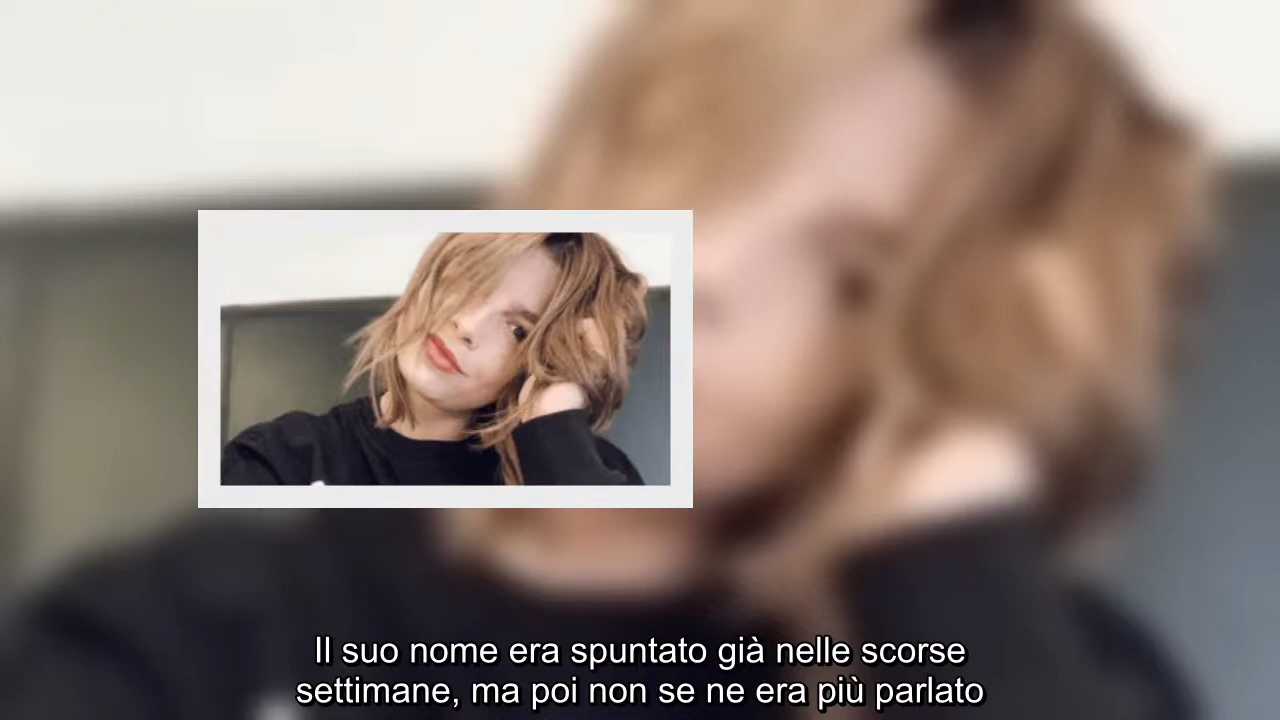 Il suo nome era spuntato già nelle scorse
settimane, ma poi non se ne era più parlato